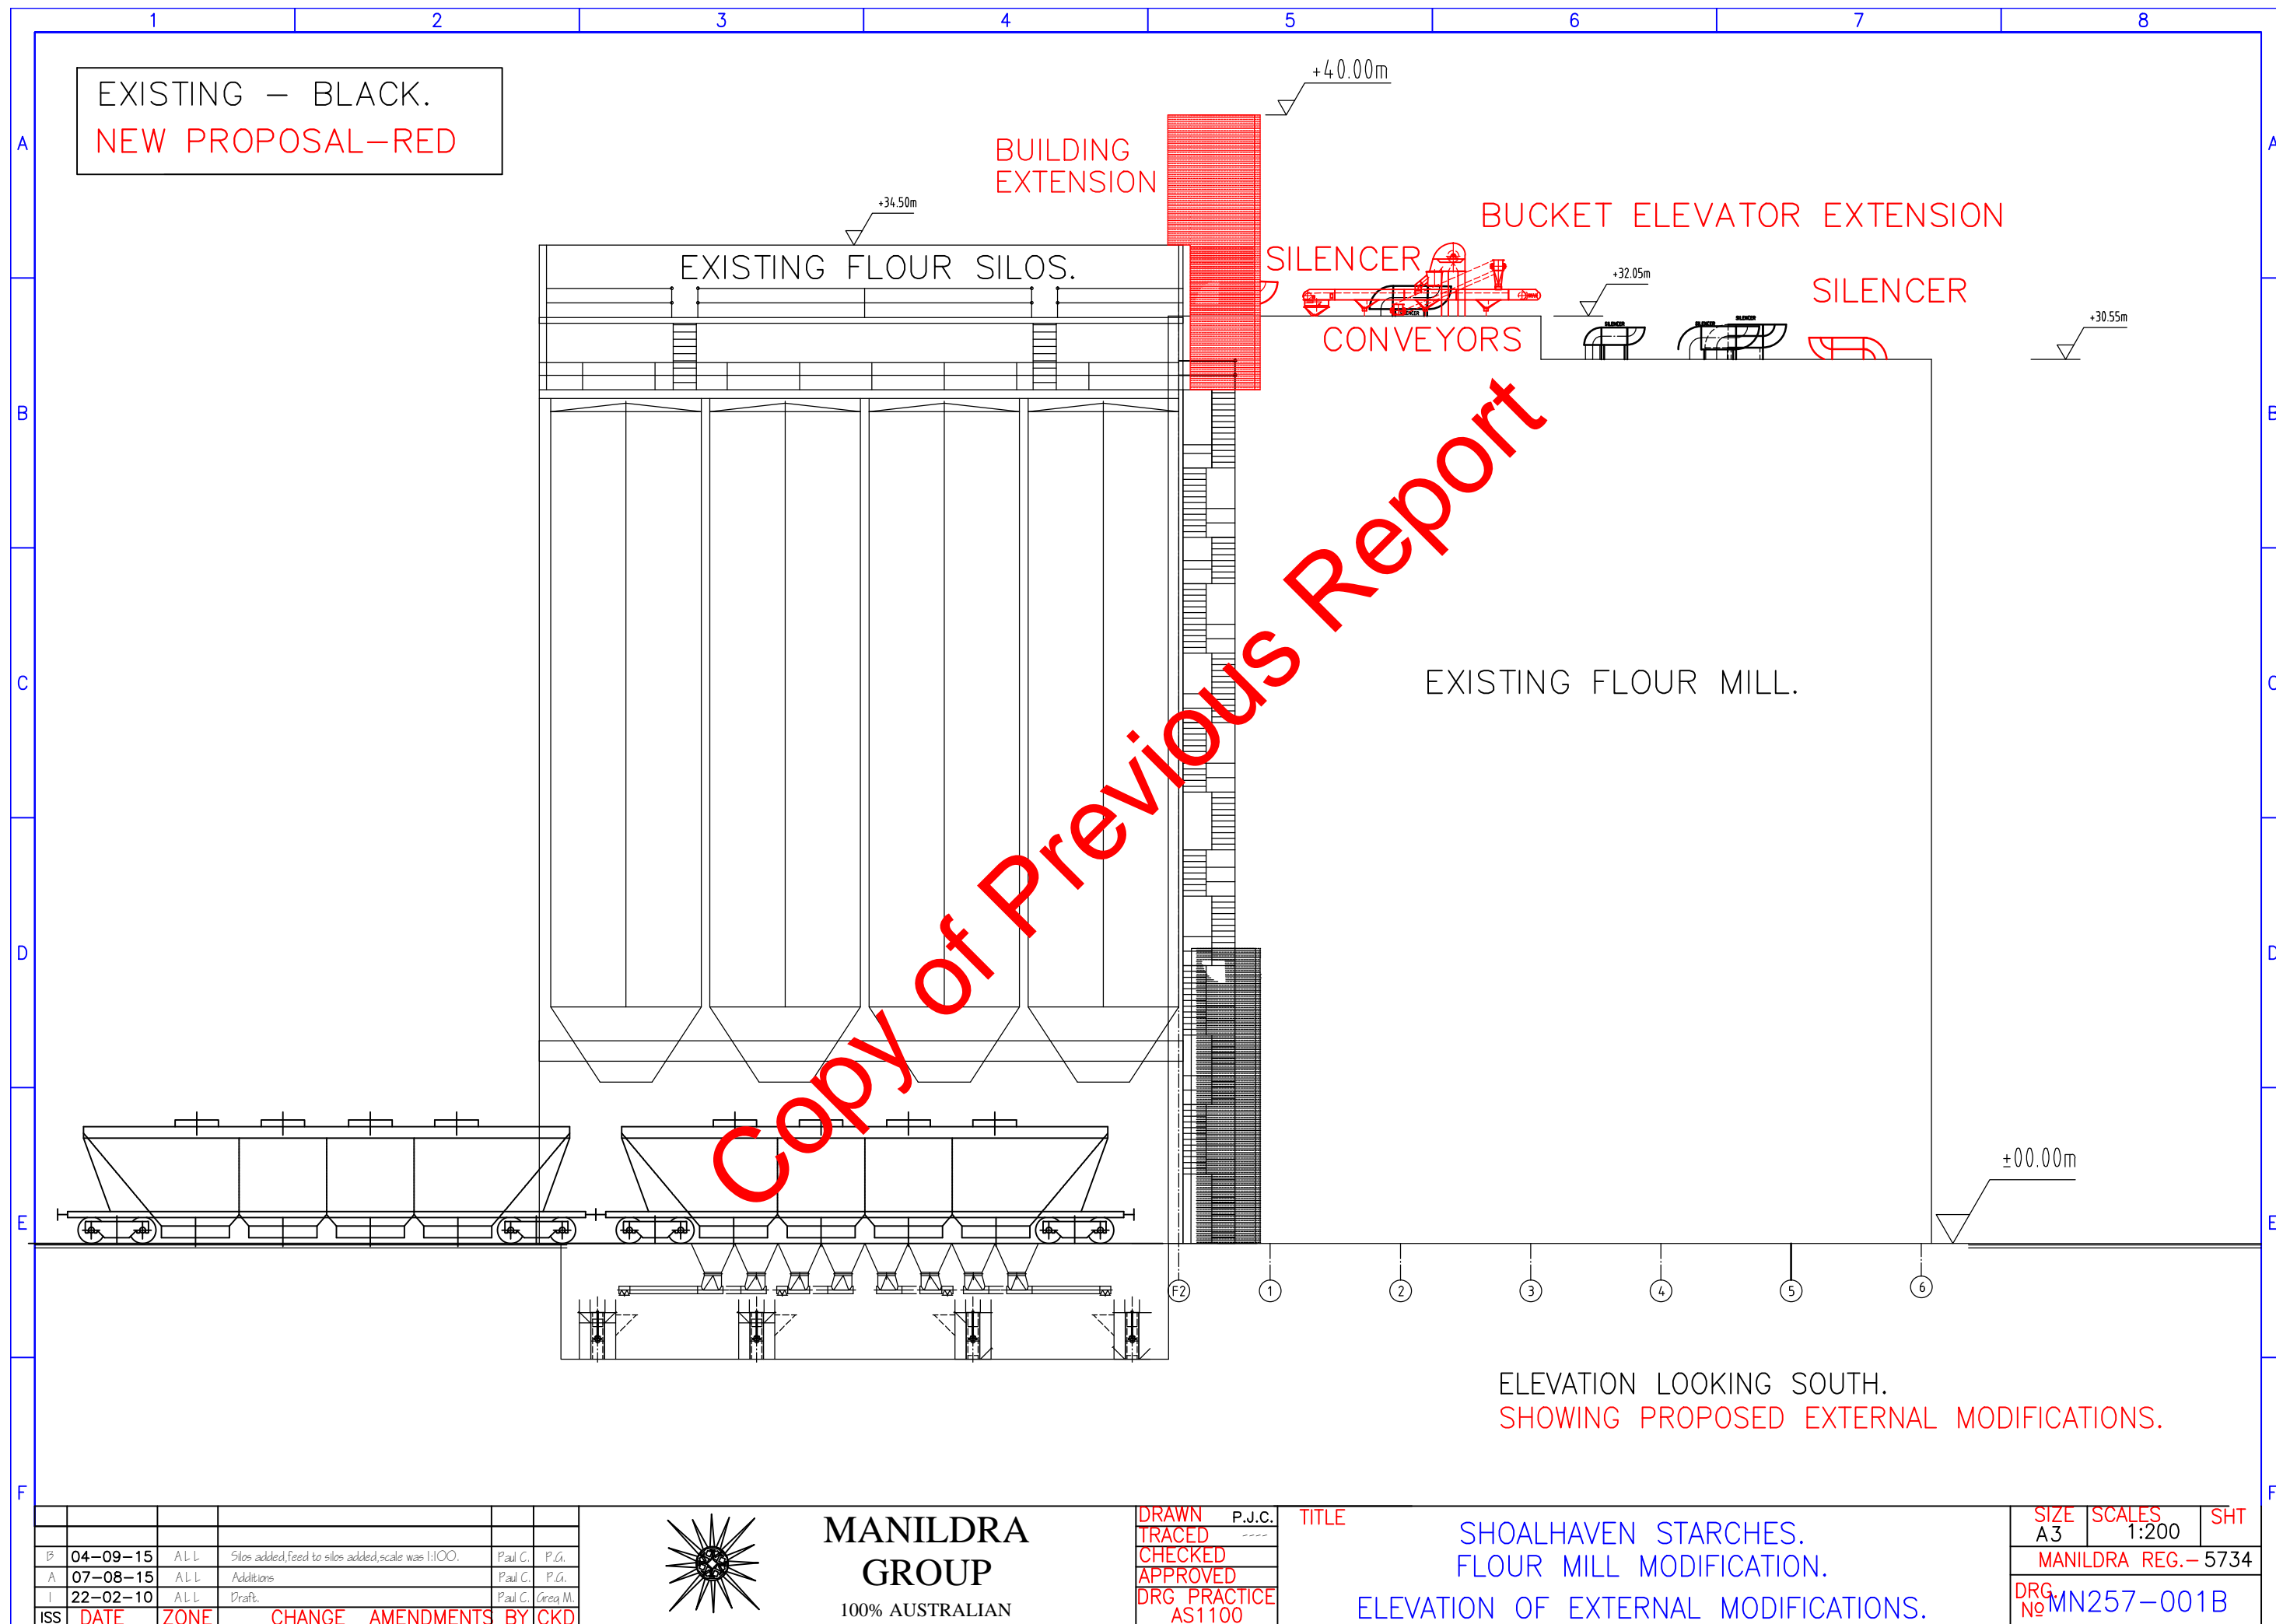 1 2 3 4 5 6 7 8
A A
B B
C C
D D
E E
F F
EXISTING – BLACK.
NEW PROPOSAL–RED
+40.00m
BUILDING
EXTENSION
+34.50m
BUCKET ELEVATOR EXTENSION
EXISTING FLOUR SILOS.
SILENCER
+32.05m
SILENCER
CONVEYORS
SILENCER
SILENCER
SILENCER
SILENCER
+30.55m
Copy of Previous Report
EXISTING FLOUR MILL.
±00.00m
F2 1 2 3 4 5 6
ELEVATION LOOKING SOUTH.
SHOWING PROPOSED EXTERNAL MODIFICATIONS.
B 04–09–15 ALL Silos added,feed to silos added,scale was 1:100. Paul C. P.G.
A 07–08–15 ALL Additions Paul C. P.G.
1 22–02–10 ALL Draft. Paul C. Greg M.
ISS DATE ZONE CHANGE AMENDMENTS BY CKD
MANILDRA
GROUP
100% AUSTRALIAN
DRAWN P.J.C.
TRACED ----
CHECKED
APPROVED
DRG PRACTICE
AS1100
TITLE
SHOALHAVEN STARCHES.
FLOUR MILL MODIFICATION.
ELEVATION OF EXTERNAL MODIFICATIONS.
SIZE A3
SCALES 1:200
SHT
MANILDRA REG.– 5734
DRG. Nº MN257–001B